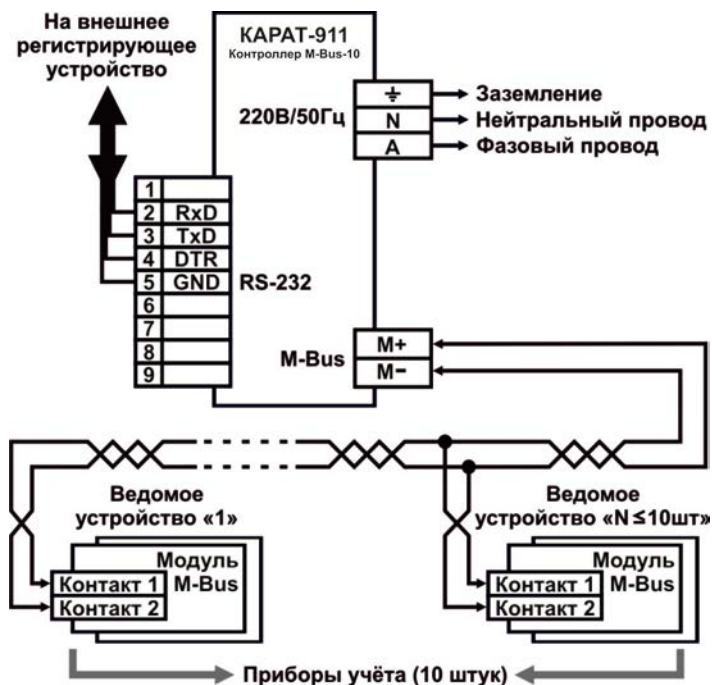 На внешнее
регистрирующее
устройство
КАРАТ-911
Контроллер M-Bus-10
220В/50Гц
⏚ Заземление
N Нейтральный провод
A Фазовый провод
1
2 RxD
3 TxD
4 DTR
5 GND
6
7
8
9
RS-232
M-Bus
M+
M−
Ведомое
устройство «1»
Модуль
M-Bus
Контакт 1
Контакт 2
Ведомое
устройство «N ≤10шт»
Модуль
M-Bus
Контакт 1
Контакт 2
Приборы учёта (10 штук)